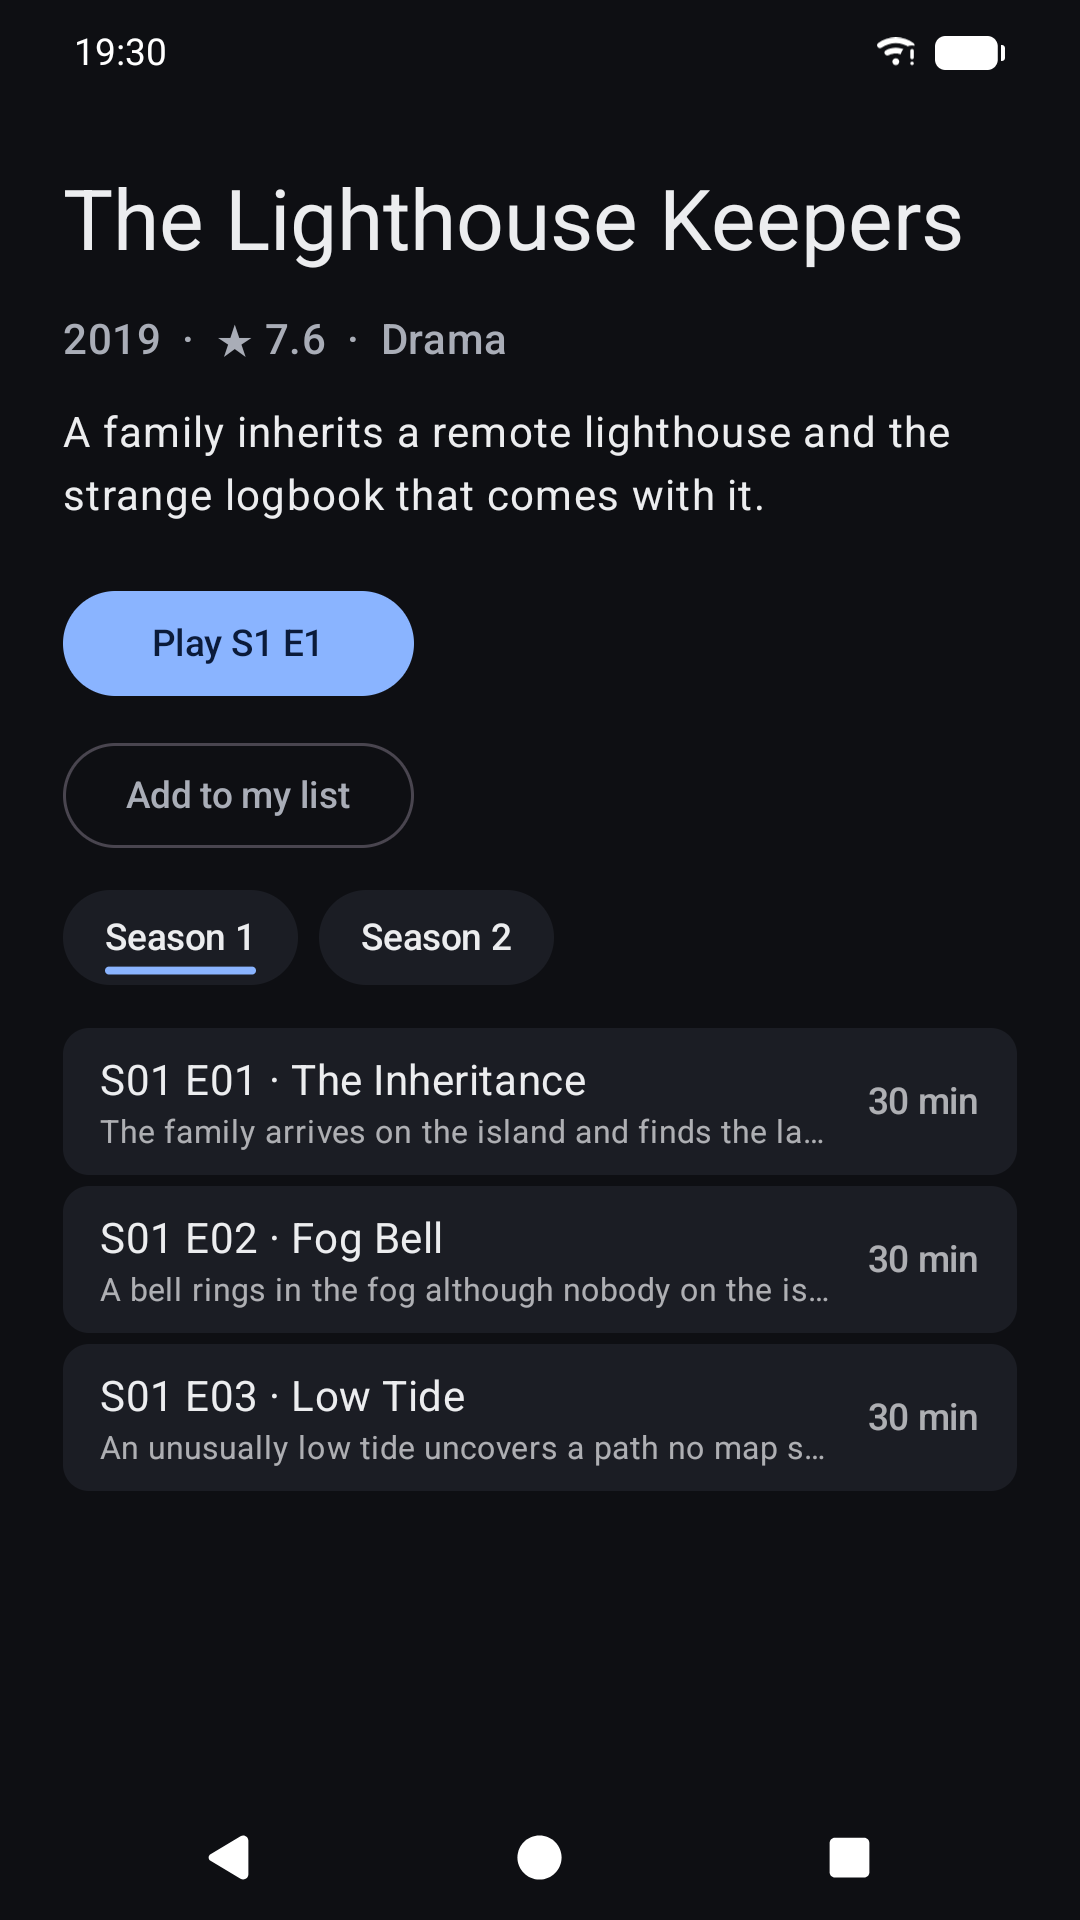 19:30
The Lighthouse Keepers
2019 · ★ 7.6 · Drama
A family inherits a remote lighthouse and the
strange logbook that comes with it.
Play S1 E1
Add to my list
Season 1 Season 2
S01 E01 · The Inheritance
30 min
The family arrives on the island and finds the la…
S01 E02 · Fog Bell
30 min
A bell rings in the fog although nobody on the is…
S01 E03 · Low Tide
30 min
An unusually low tide uncovers a path no map s…